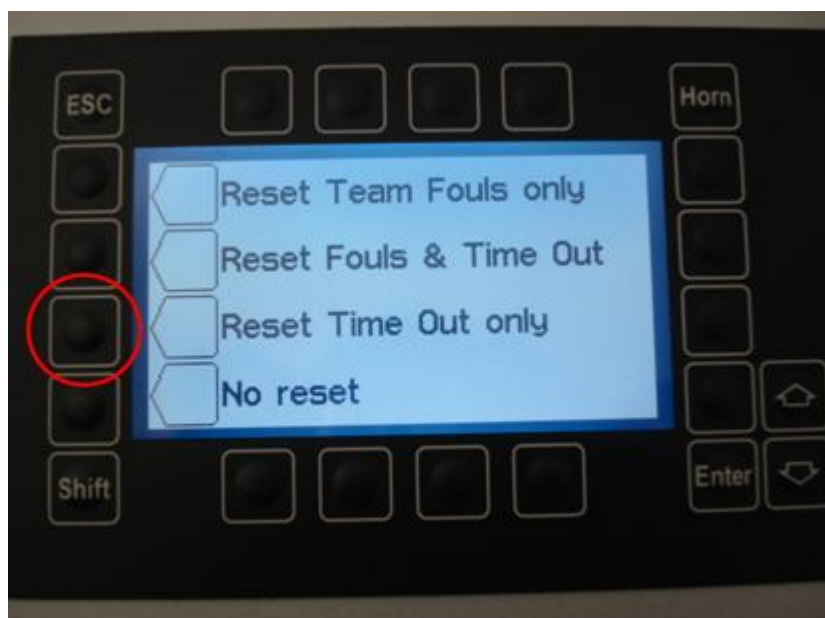 ESC
Horn
Reset Team Fouls only
Reset Fouls & Time Out
Reset Time Out only
No reset
Shift
Enter